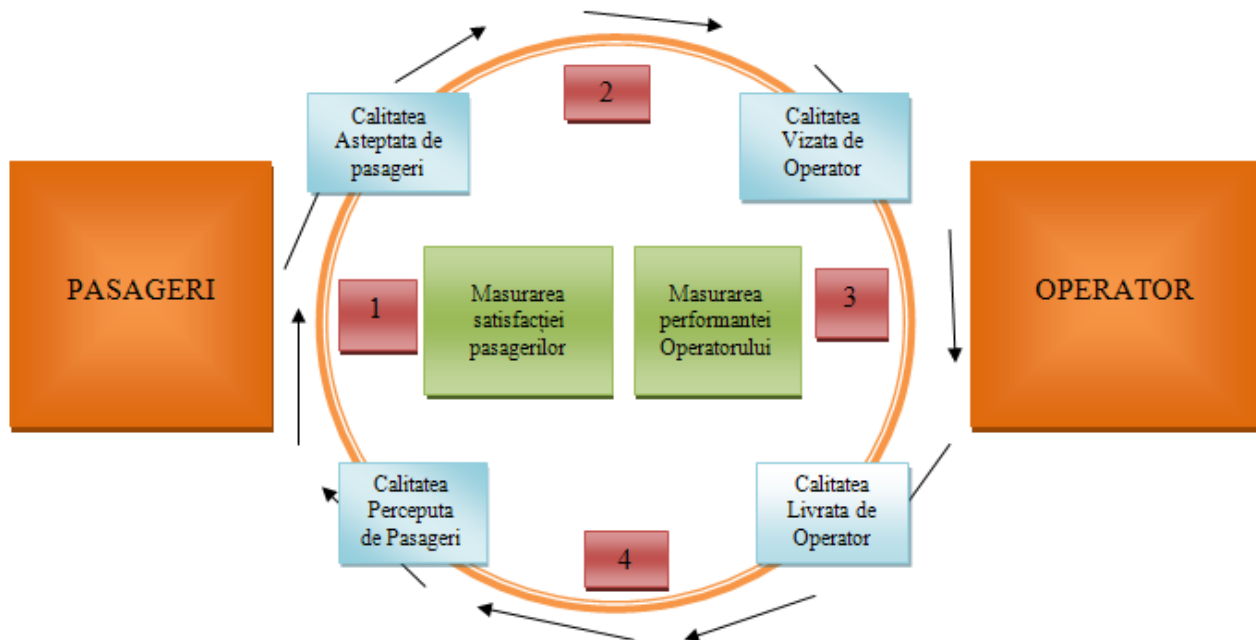 2
Calitatea
Asteptata de
pasageri
Calitatea
Vizata de
Operator
PASAGERI
1
Masurarea
satisfacției
pasagerilor
Masurarea
performantei
Operatorului
3
OPERATOR
Calitatea
Perceputa
de Pasageri
Calitatea
Livrata de
Operator
4